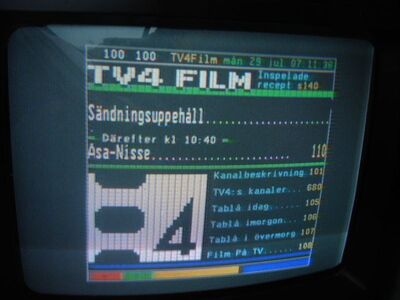 100 100 TV4Film mån 29 jul 07:11:38
TV4 FILM
Inspelade
recept s140
Sändningsuppehåll
Därefter kl 10:40
Åsa-Nisse........................ 110
Kanalbeskrivning 101
TV4:s kanaler... 680
Tablå idag...... 105
Tablå imorgon... 106
Tablå i övermorg 107
Film På TV...... 108
4